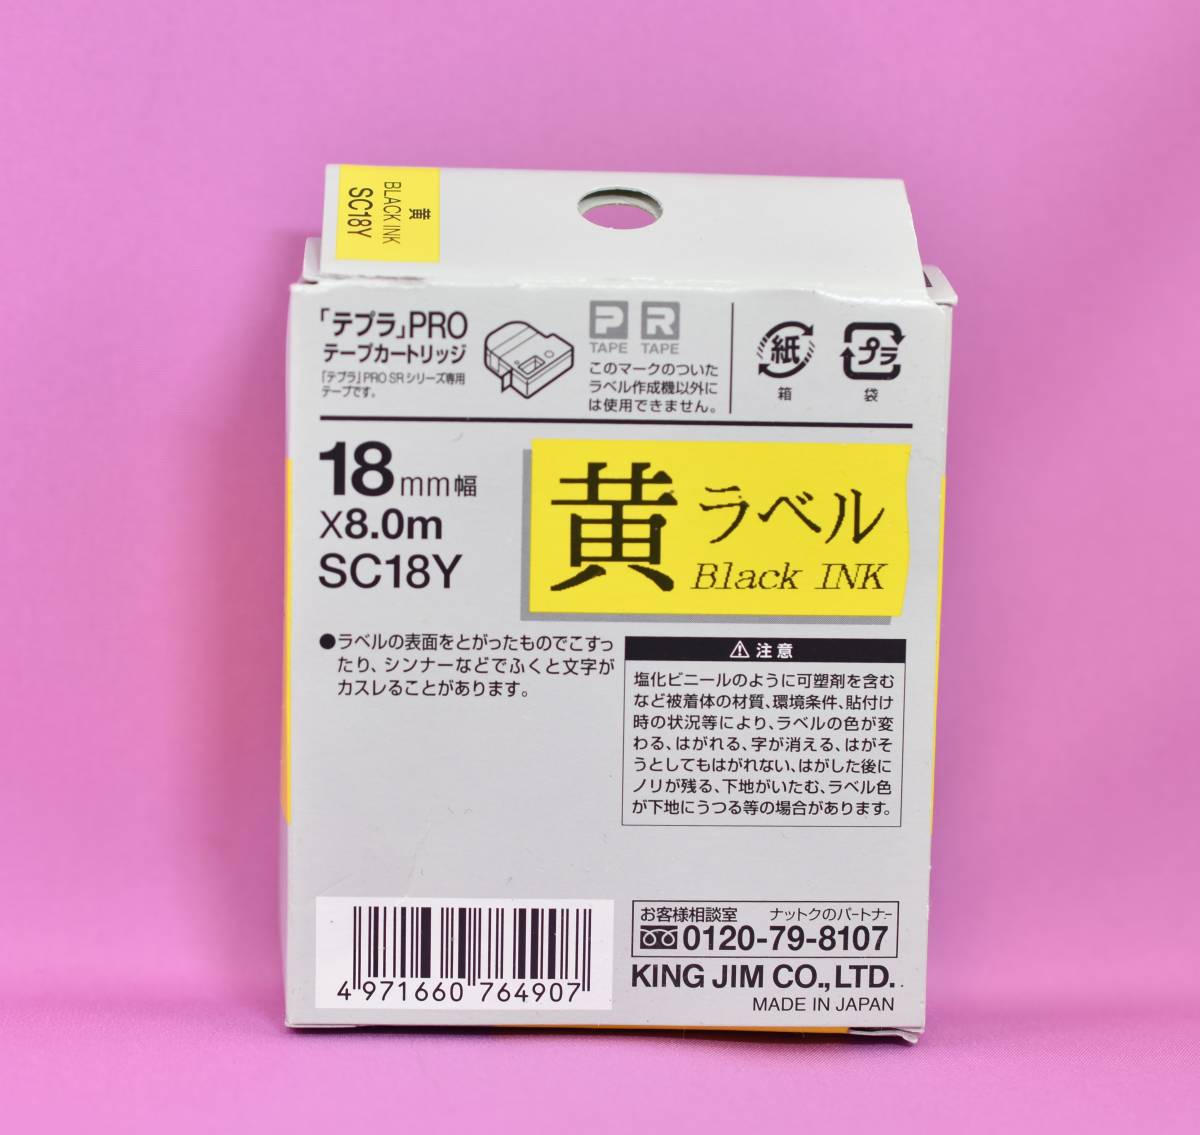 黄
BLACK INK
SC18Y
「テプラ」PRO
テープカートリッジ
「テプラ」PRO SRシリーズ専用
テープです。
P R
TAPE TAPE
このマークのついた
ラベル作成機以外に
は使用できません。
紙
箱
プラ
袋
18mm幅
X8.0m
SC18Y
黄 ラベル
Black INK
●ラベルの表面をとがったものでこすっ
たり、シンナーなどでふくと文字が
カスレることがあります。
注意
塩化ビニールのように可塑剤を含む
など被着体の材質、環境条件、貼付け
時の状況等により、ラベルの色が変
わる、はがれる、字が消える、はがそ
うとしてもはがれない、はがした後に
ノリが残る、下地がいたむ、ラベル色
が下地にうつる等の場合があります。
4 971660 764907
お客様相談室 ナットクのパートナー
0120-79-8107
KING JIM CO., LTD.
MADE IN JAPAN